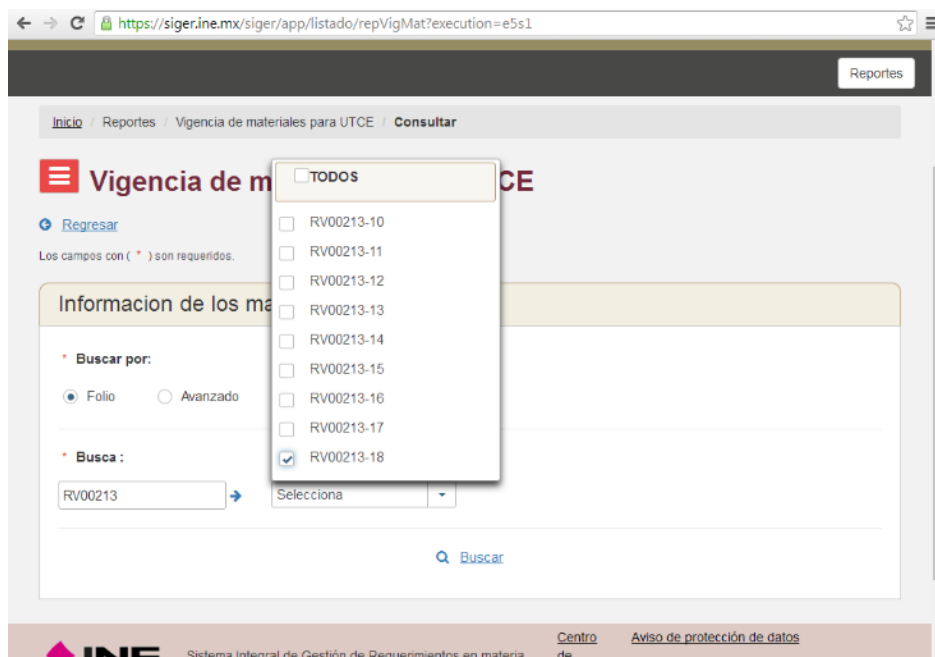 https://siger.ine.mx/siger/app/listado/repVigMat?execution=e5s1
Reportes
Inicio / Reportes / Vigencia de materiales para UTCE / Consultar
Vigencia de m CE
Regresar
Los campos con ( * ) son requeridos.
TODOS
RV00213-10
RV00213-11
RV00213-12
RV00213-13
RV00213-14
RV00213-15
RV00213-16
RV00213-17
RV00213-18
Informacion de los ma
* Buscar por:
Folio Avanzado
* Busca :
RV00213 Selecciona
Buscar
INE Sistema Integral de Gestión de Requerimientos en materia
Centro
de
Aviso de protección de datos